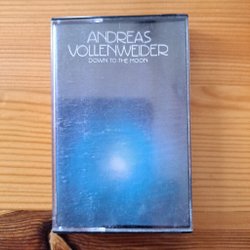 ANDREAS
VOLLENWEIDER
DOWN TO THE MOON